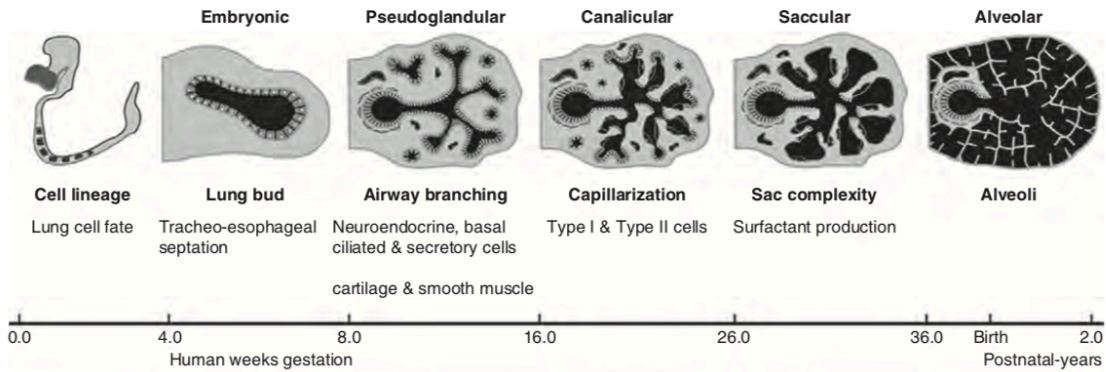 Embryonic Pseudoglandular Canalicular Saccular Alveolar
Cell lineage Lung bud Airway branching Capillarization Sac complexity Alveoli
Lung cell fate Tracheo-esophageal Neuroendocrine, basal Type I & Type II cells Surfactant production
septation ciliated & secretory cells
cartilage & smooth muscle
0.0 4.0 8.0 16.0 26.0 36.0 Birth 2.0
Human weeks gestation Postnatal-years